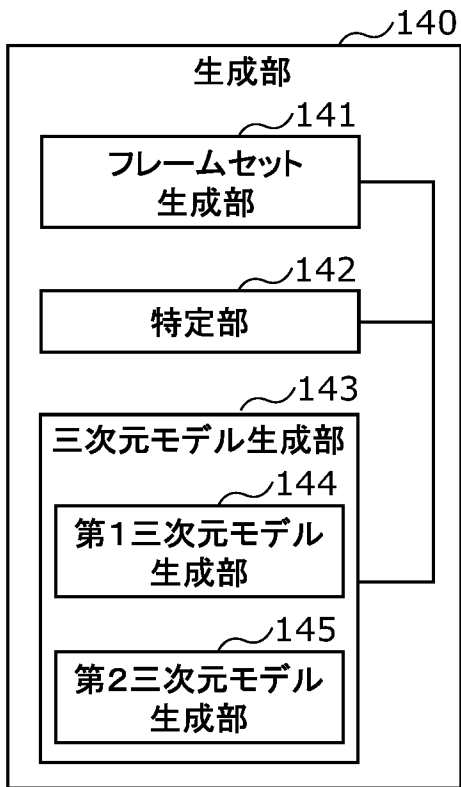 140
生成部
141
フレームセット
生成部
142
特定部
143
三次元モデル生成部
144
第1三次元モデル
生成部
145
第2三次元モデル
生成部